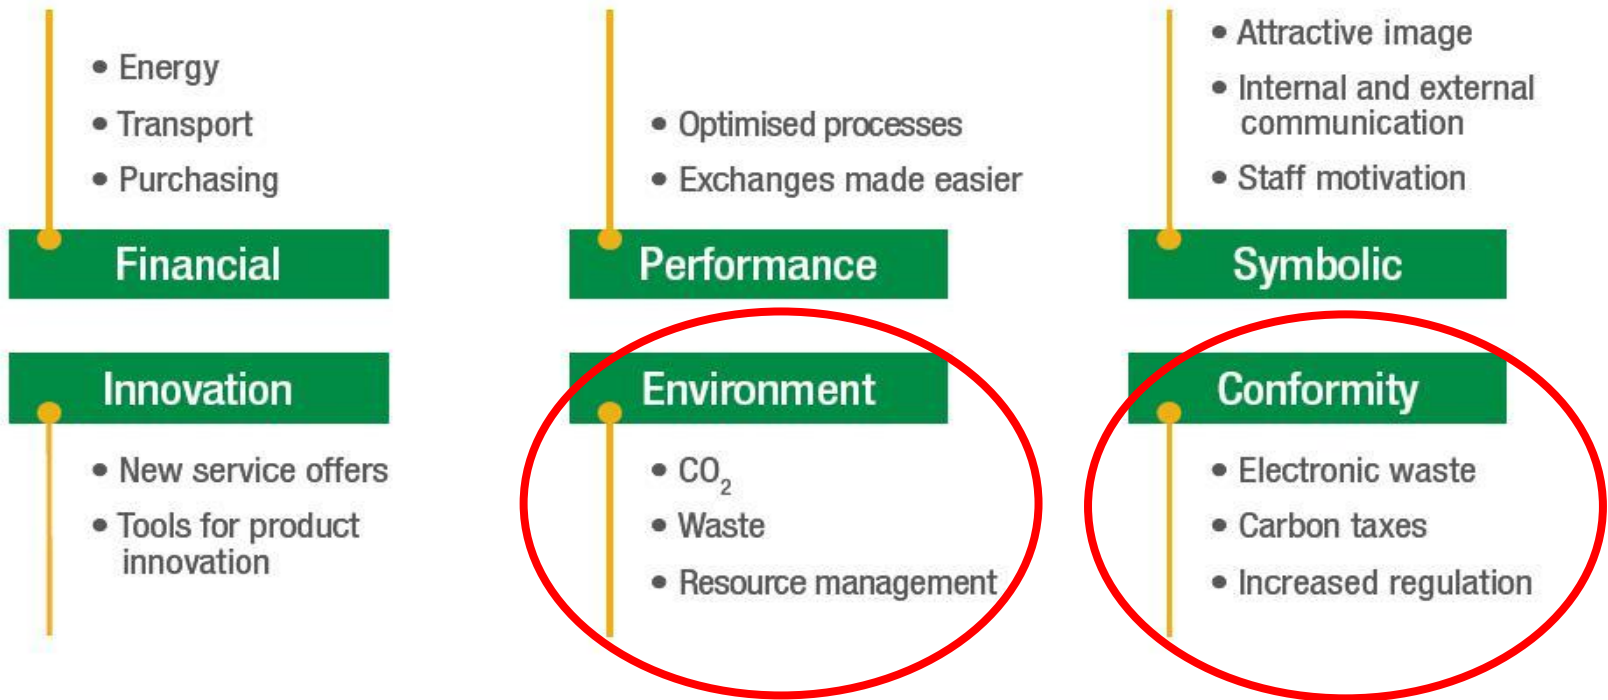 • Energy
• Transport
• Purchasing
Financial
• Optimised processes
• Exchanges made easier
Performance
• Attractive image
• Internal and external
communication
• Staff motivation
Symbolic
Innovation
• New service offers
• Tools for product
innovation
Environment
• CO₂
• Waste
• Resource management
Conformity
• Electronic waste
• Carbon taxes
• Increased regulation